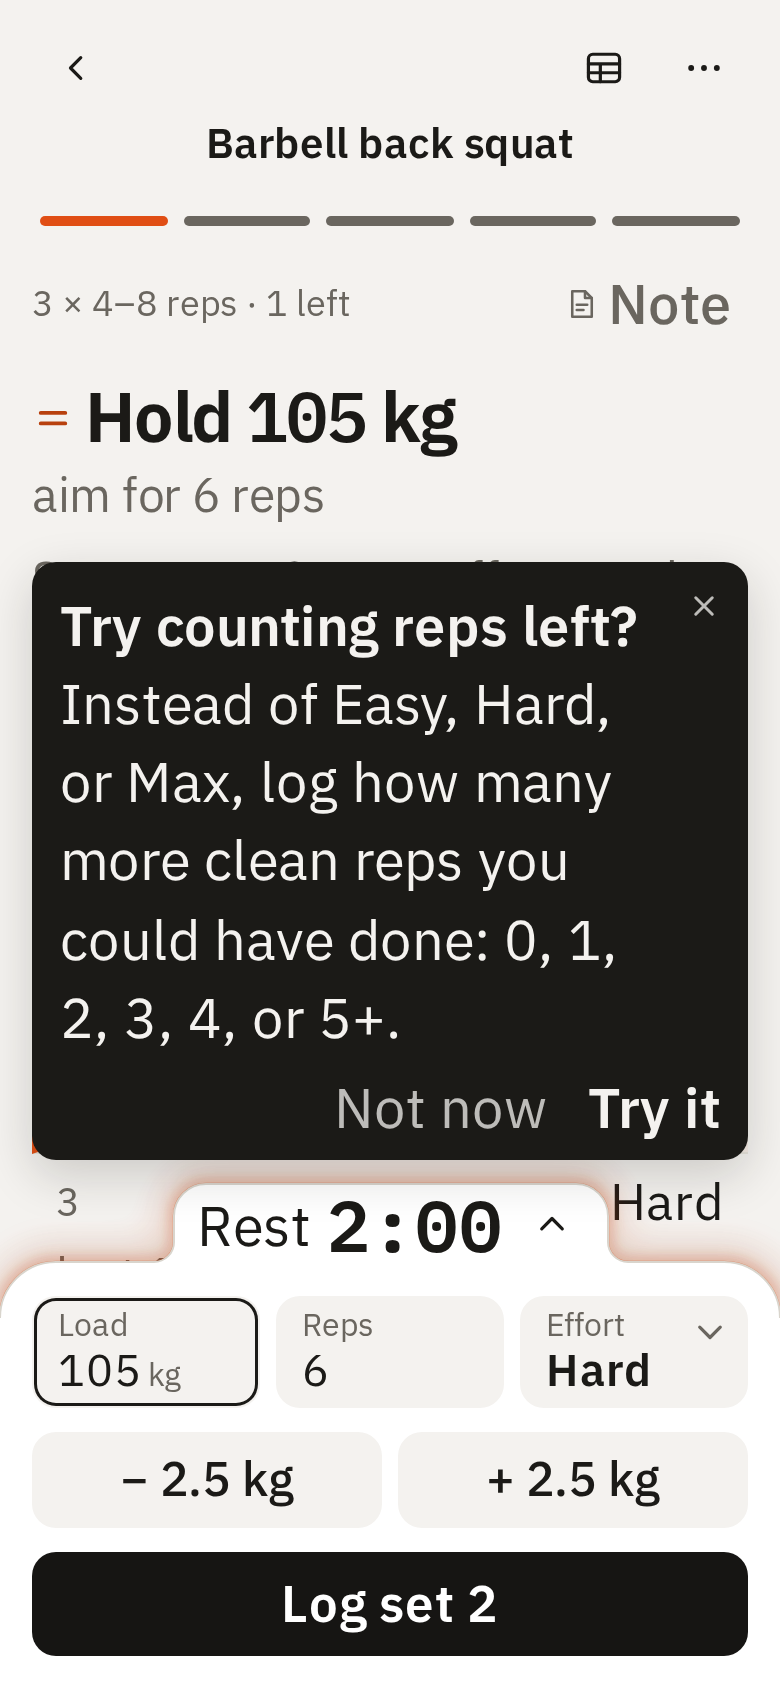 Barbell back squat
3 × 4–8 reps · 1 left
Note
= Hold 105 kg
aim for 6 reps
Try counting reps left?
Instead of Easy, Hard,
or Max, log how many
more clean reps you
could have done: 0, 1,
2, 3, 4, or 5+.
Not now Try it
3
Hard
Rest 2:00
Load
105 kg
Reps
6
Effort
Hard
− 2.5 kg
+ 2.5 kg
Log set 2